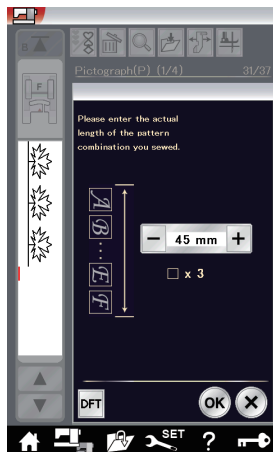 B
F
Pictograph(P) (1/4) 31/37
Please enter the actual
length of the pattern
combination you sewed.
A
B
E
F
− 45 mm +
x 3
DFT OK ×
SET ?